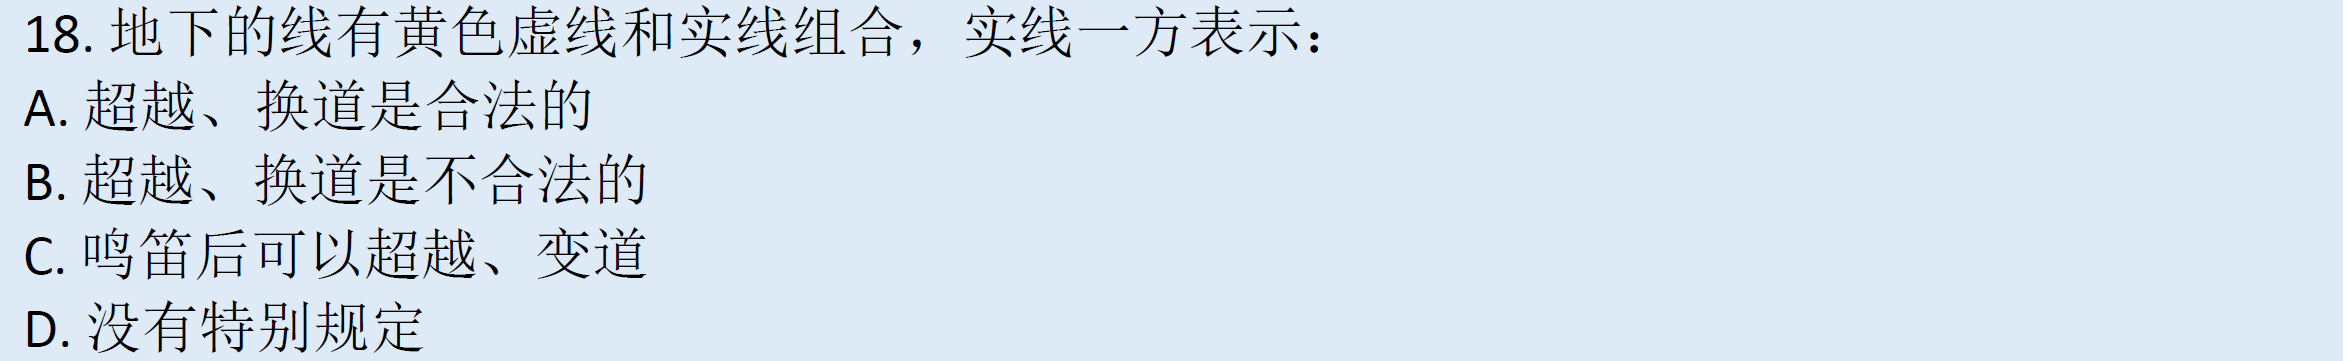 18. 地下的线有黄色虚线和实线组合，实线一方表示：
A. 超越、换道是合法的
B. 超越、换道是不合法的
C. 鸣笛后可以超越、变道
D. 没有特别规定